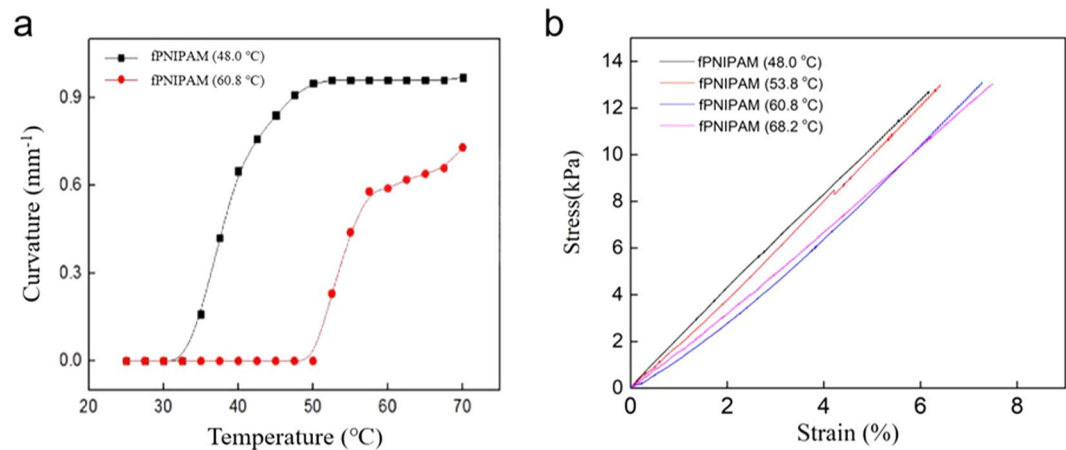 a
fPNIPAM (48.0 °C)
fPNIPAM (60.8 °C)
0.9
0.6
0.3
0.0
Curvature (mm⁻¹)
20 30 40 50 60 70
Temperature (°C)
b
fPNIPAM (48.0 °C)
fPNIPAM (53.8 °C)
fPNIPAM (60.8 °C)
fPNIPAM (68.2 °C)
14
12
10
8
6
4
2
0
Stress(kPa)
0 2 4 6 8
Strain (%)